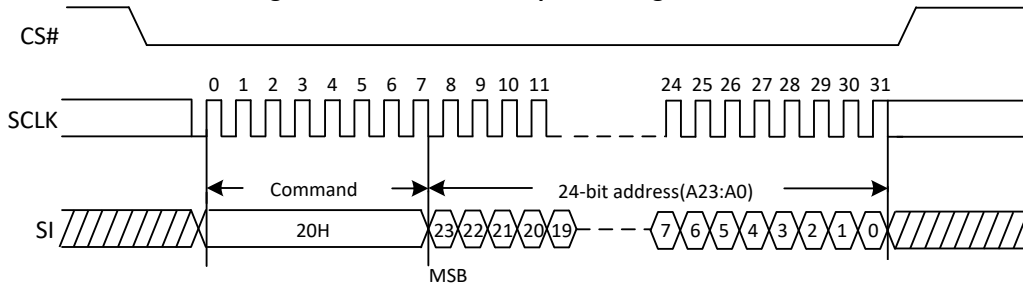 CS#
0 1 2 3 4 5 6 7 8 9 10 11 24 25 26 27 28 29 30 31
SCLK
Command 24-bit address(A23:A0)
SI 20H 23 22 21 20 19 7 6 5 4 3 2 1 0
MSB